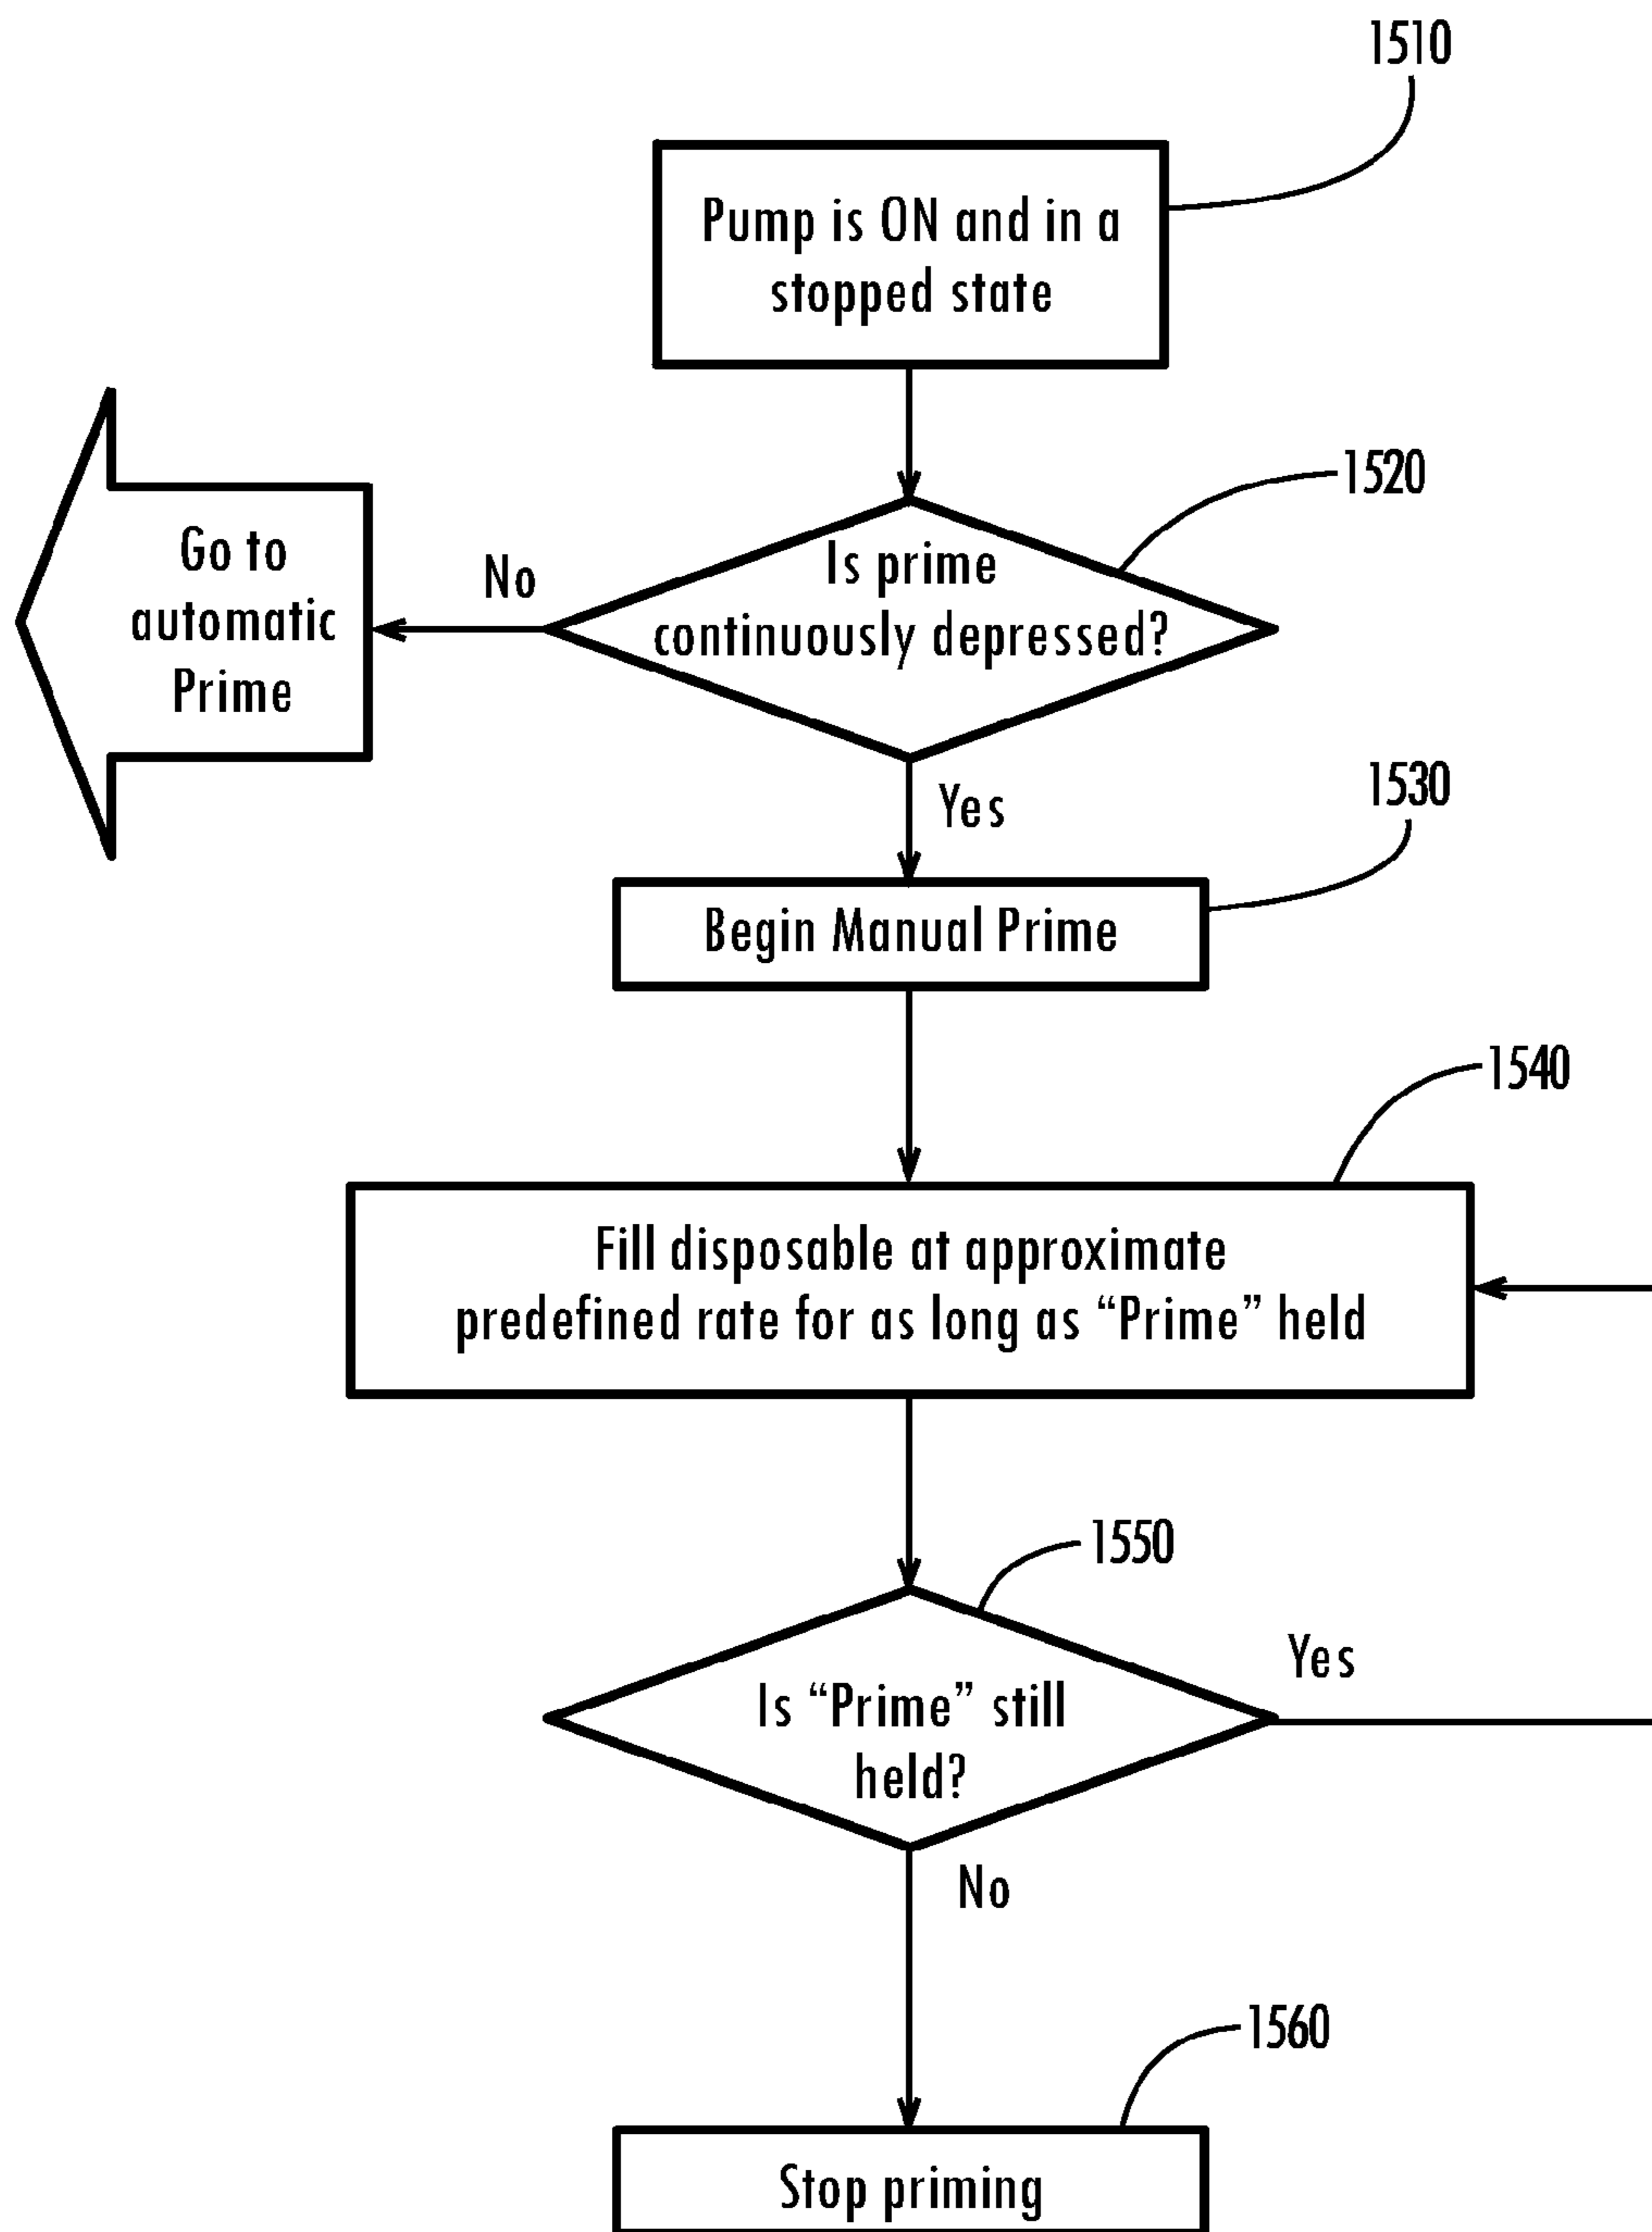 1510
Pump is ON and in a
stopped state
1520
Is prime
continuously depressed?
No
Go to
automatic
Prime
Yes
1530
Begin Manual Prime
1540
Fill disposable at approximate
predefined rate for as long as “Prime” held
1550
Is “Prime” still
held?
Yes
No
1560
Stop priming